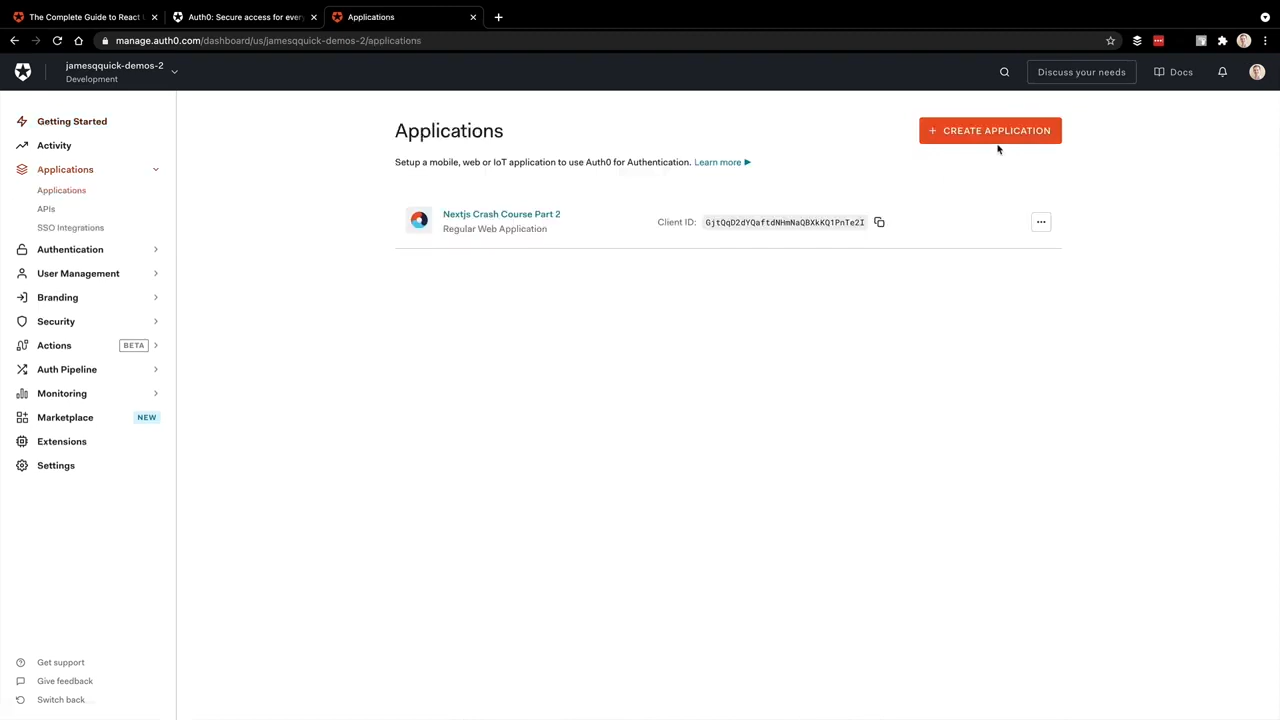 The Complete Guide to React
Auth0: Secure access for every
Applications
manage.auth0.com/dashboard/us/jamesqquick-demos-2/applications
jamesqquick-demos-2
Development
Discuss your needs
Docs
Getting Started
Activity
Applications
Applications
APIs
SSO Integrations
Authentication
User Management
Branding
Security
Actions BETA
Auth Pipeline
Monitoring
Marketplace NEW
Extensions
Settings
Get support
Give feedback
Switch back
Applications
+ CREATE APPLICATION
Setup a mobile, web or IoT application to use Auth0 for Authentication. Learn more ▶
Nextjs Crash Course Part 2
Regular Web Application
Client ID: GjtQqD2dYQaftdNHmNaQBXkKQ1PnTe2I